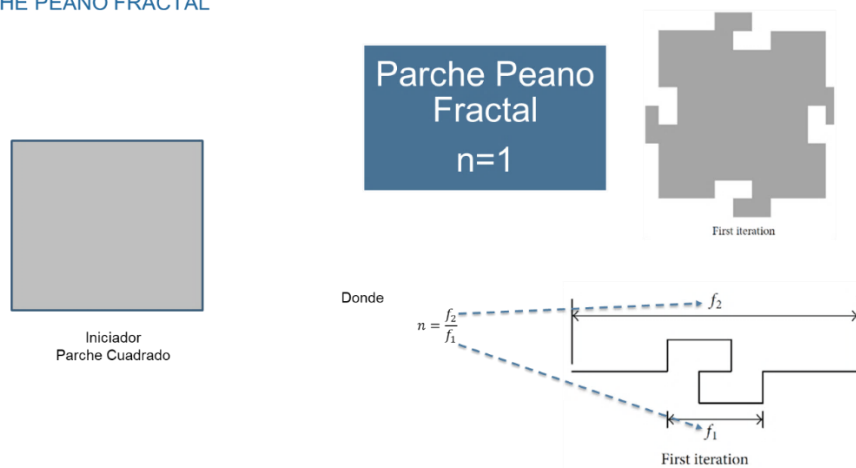 HE PEANO FRACTAL
Parche Peano
Fractal
n=1
First iteration
Iniciador
Parche Cuadrado
Donde
n = f₂/f₁
f₂
f₁
First iteration